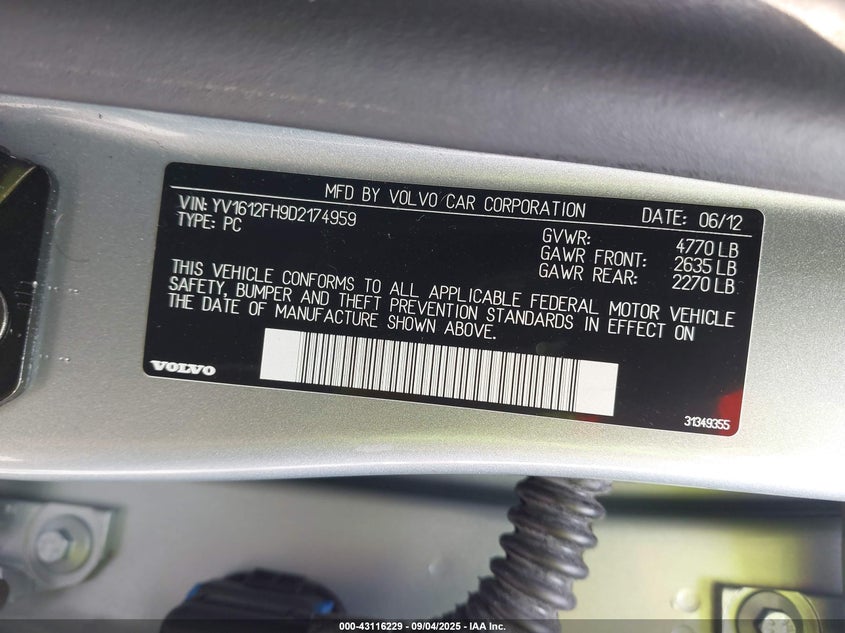 MFD BY VOLVO CAR CORPORATION
DATE: 06/12
VIN: YV1612FH9D2174959
TYPE: PC
GVWR: 4770 LB
GAWR FRONT: 2635 LB
GAWR REAR: 2270 LB
THIS VEHICLE CONFORMS TO ALL APPLICABLE FEDERAL MOTOR VEHICLE
SAFETY, BUMPER AND THEFT PREVENTION STANDARDS IN EFFECT ON
THE DATE OF MANUFACTURE SHOWN ABOVE.
VOLVO
31349355
000-43116229 - 09/04/2025 - IAA Inc.